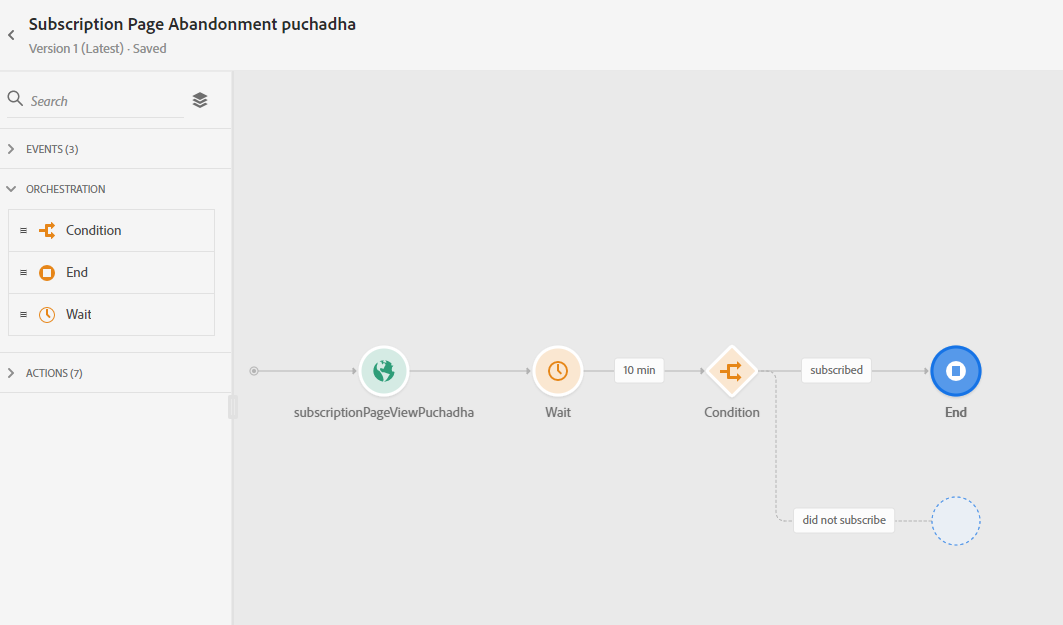 Subscription Page Abandonment puchadha
Version 1 (Latest) · Saved
Search
EVENTS (3)
ORCHESTRATION
Condition
End
Wait
ACTIONS (7)
10 min
subscribed
subscriptionPageViewPuchadha
Wait
Condition
End
did not subscribe